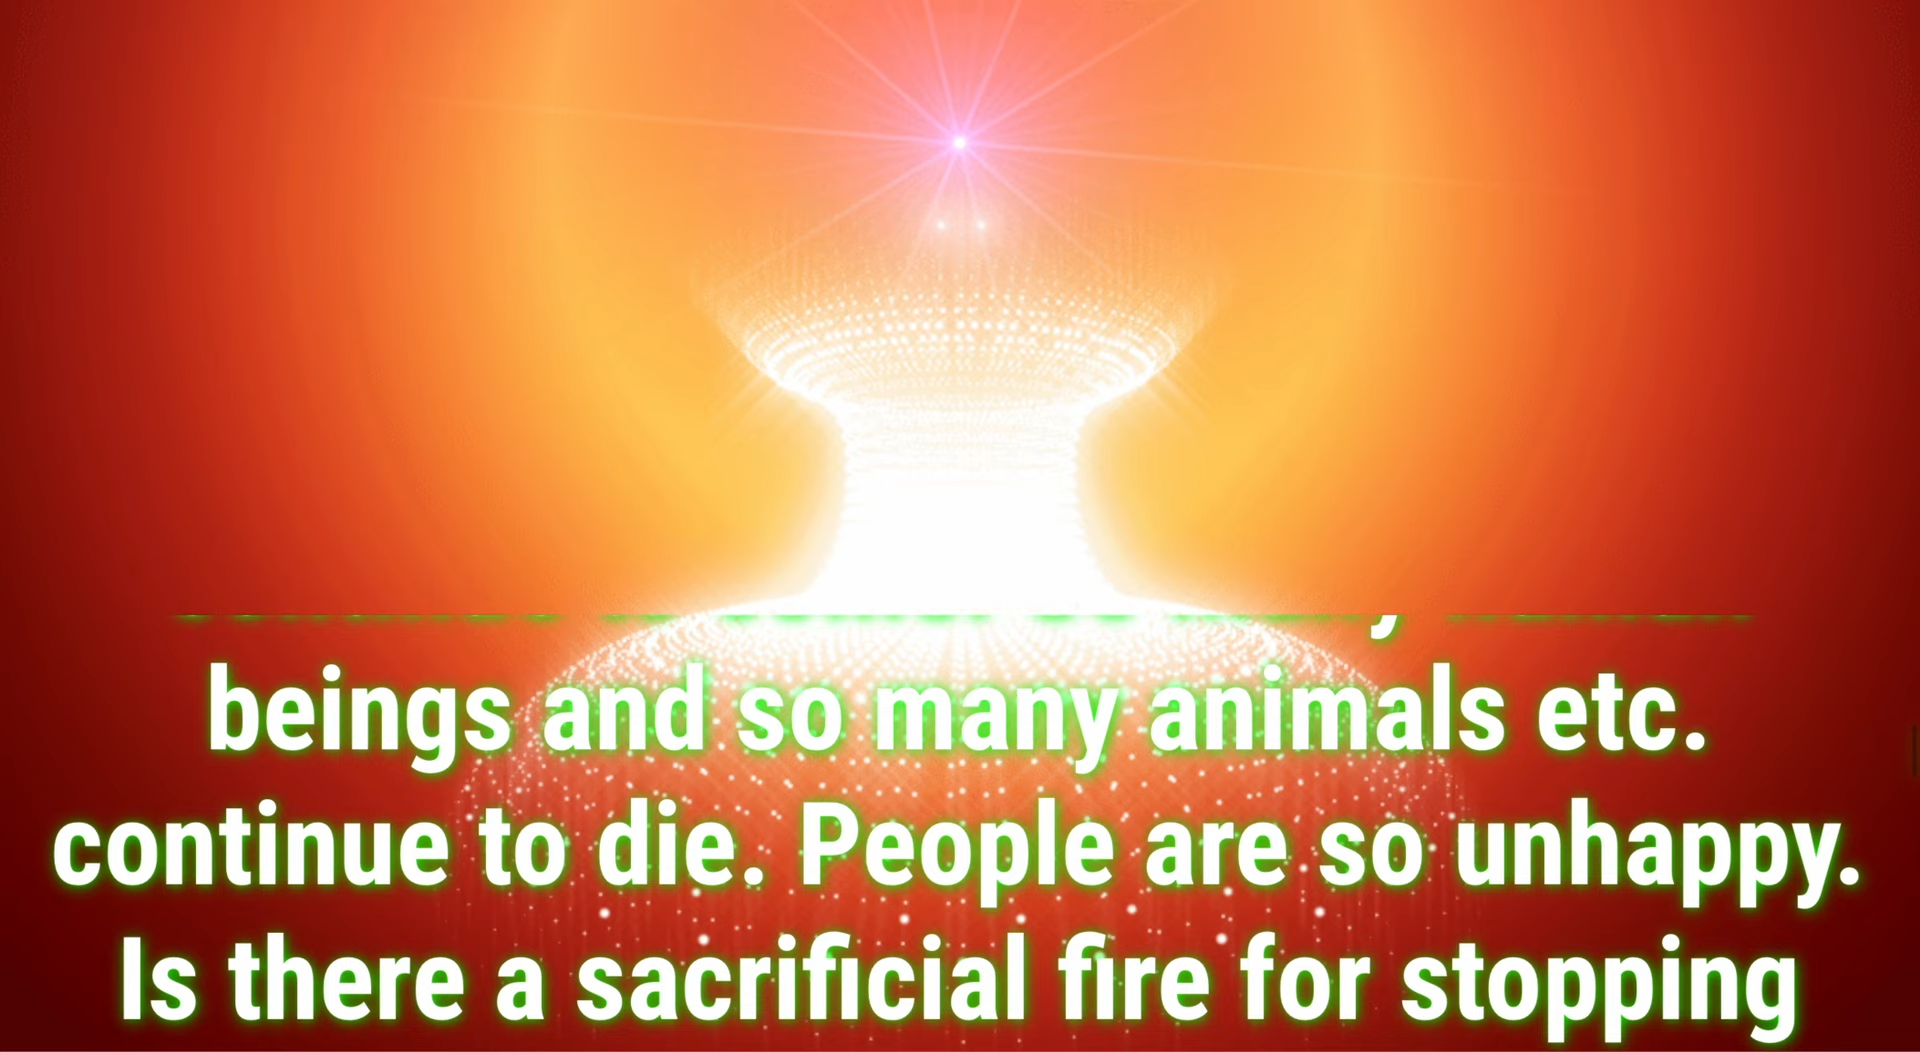 beings and so many animals etc.
continue to die. People are so unhappy.
Is there a sacrificial fire for stopping